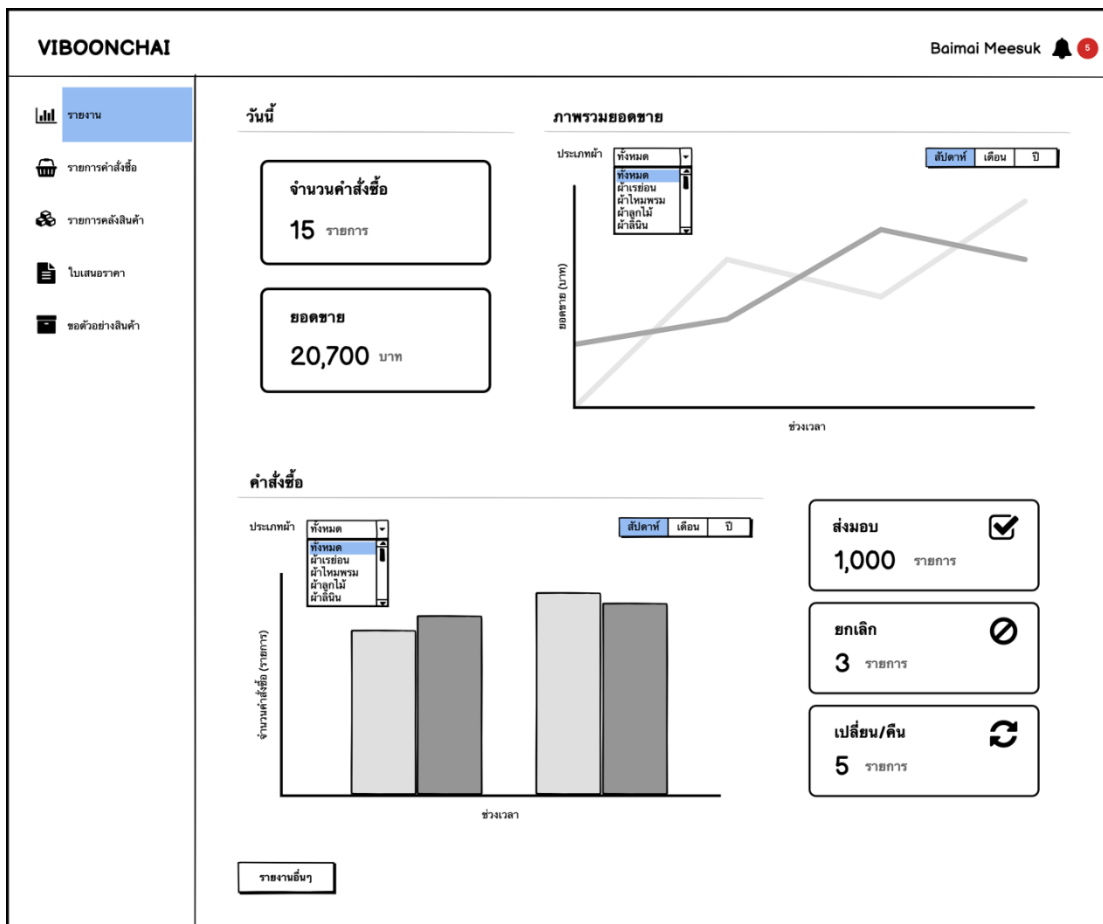 VIBOONCHAI
Baimai Meesuk
5
รายงาน
รายการคำสั่งซื้อ
รายการคลังสินค้า
ใบเสนอราคา
ขอตัวอย่างสินค้า
วันนี้
จำนวนคำสั่งซื้อ
15 รายการ
ยอดขาย
20,700 บาท
ภาพรวมยอดขาย
ประเภทผ้า ทั้งหมด
ทั้งหมด
ผ้าเรย่อน
ผ้าไหมพรม
ผ้าลูกไม้
ผ้าลินิน
สัปดาห์ เดือน ปี
ยอดขาย (บาท)
ช่วงเวลา
คำสั่งซื้อ
ประเภทผ้า ทั้งหมด
ทั้งหมด
ผ้าเรย่อน
ผ้าไหมพรม
ผ้าลูกไม้
ผ้าลินิน
สัปดาห์ เดือน ปี
จำนวนคำสั่งซื้อ (รายการ)
ช่วงเวลา
ส่งมอบ
1,000 รายการ
ยกเลิก
3 รายการ
เปลี่ยน/คืน
5 รายการ
รายงานอื่นๆ